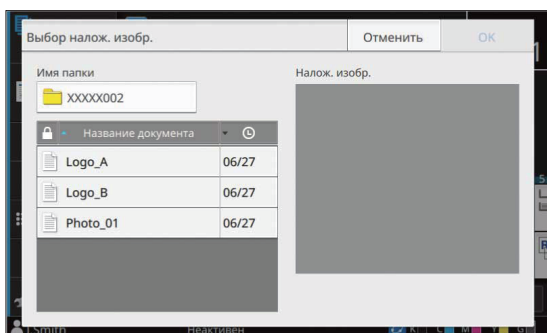 Выбор налож. изобр.
Отменить
OK
Имя папки
Налож. изобр.
XXXXX002
Название документа
Logo_A 06/27
Logo_B 06/27
Photo_01 06/27
Smith Неактивен K C M Y G